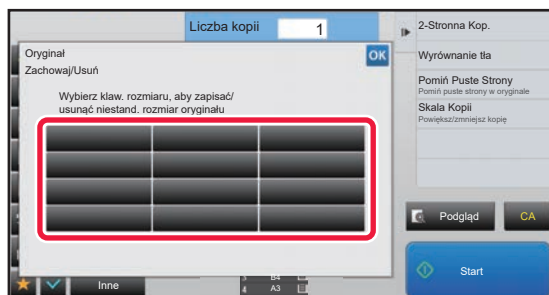 Liczba kopii
1
Oryginał
OK
Zachowaj/Usuń
Wybierz klaw. rozmiaru, aby zapisać/
usunąć niestand. rozmiar oryginału
2-Stronna Kop.
Wyrównanie tła
Pomiń Puste Strony
Pomiń puste strony w oryginale
Skala Kopii
Powiększ/zmniejsz kopię
Podgląd
CA
Inne
3 B4
4 A3
Start